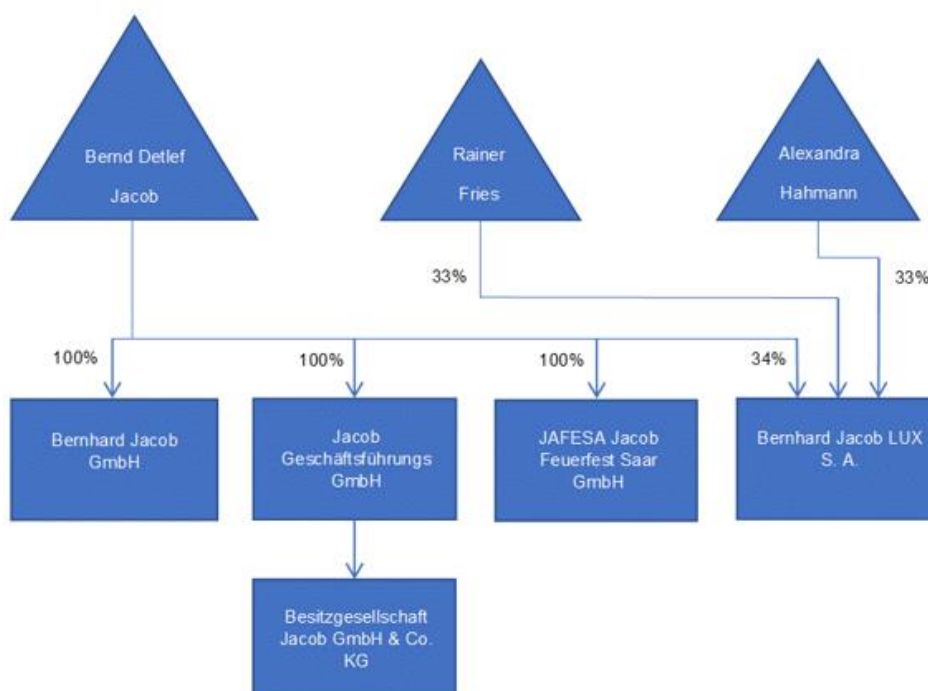 Bernd Detlef
Jacob
Rainer
Fries
Alexandra
Hahmann
33%
33%
100%
100%
100%
34%
Bernhard Jacob
GmbH
Jacob
Geschäftsführungs
GmbH
JAFESA Jacob
Feuerfest Saar
GmbH
Bernhard Jacob LUX
S. A.
Besitzgesellschaft
Jacob GmbH & Co.
KG